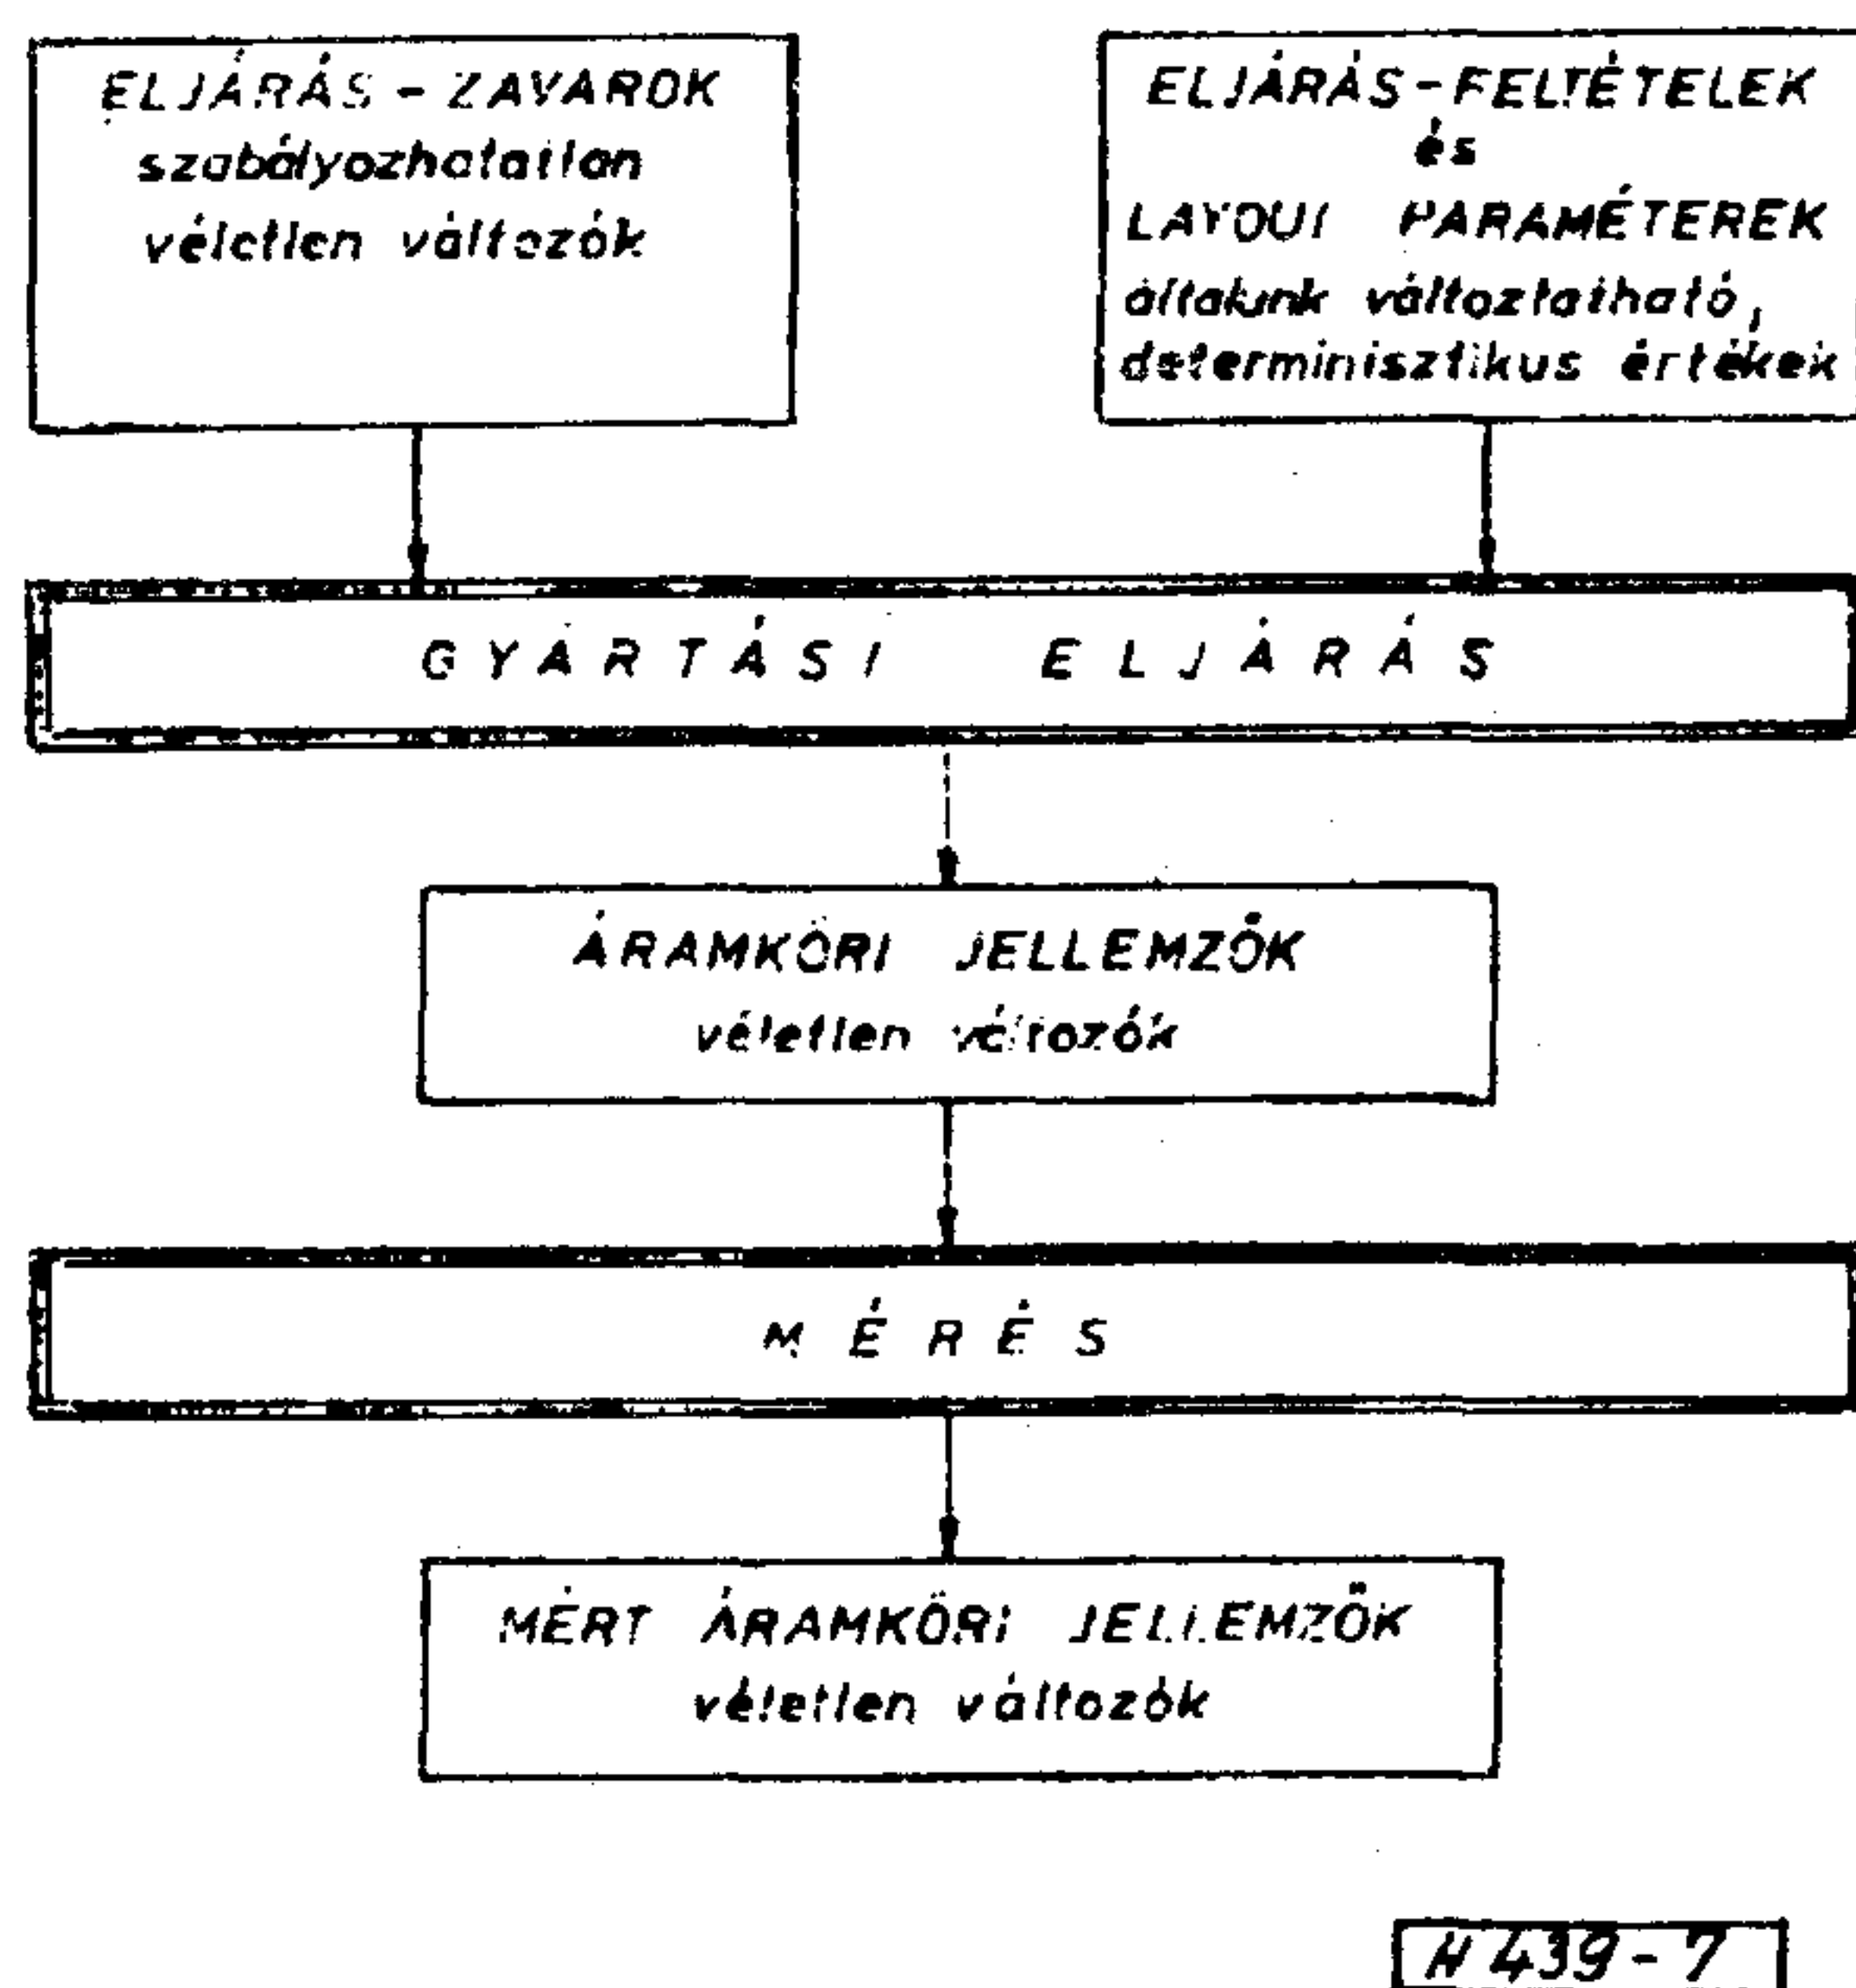 ELJÁRÁS - ZAVAROK
szabályozhatatlan
véletlen változók
ELJÁRÁS-FELTÉTELEK
és
LAYOUT PARAMÉTEREK
általunk változtatható,
determinisztikus értékek
GYÁRTÁSI ELJÁRÁS
ÁRAMKÖRI JELLEMZŐK
véletlen változók
MÉRÉS
MÉRT ÁRAMKÖRI JELLEMZŐK
véletlen változók
H 439-7